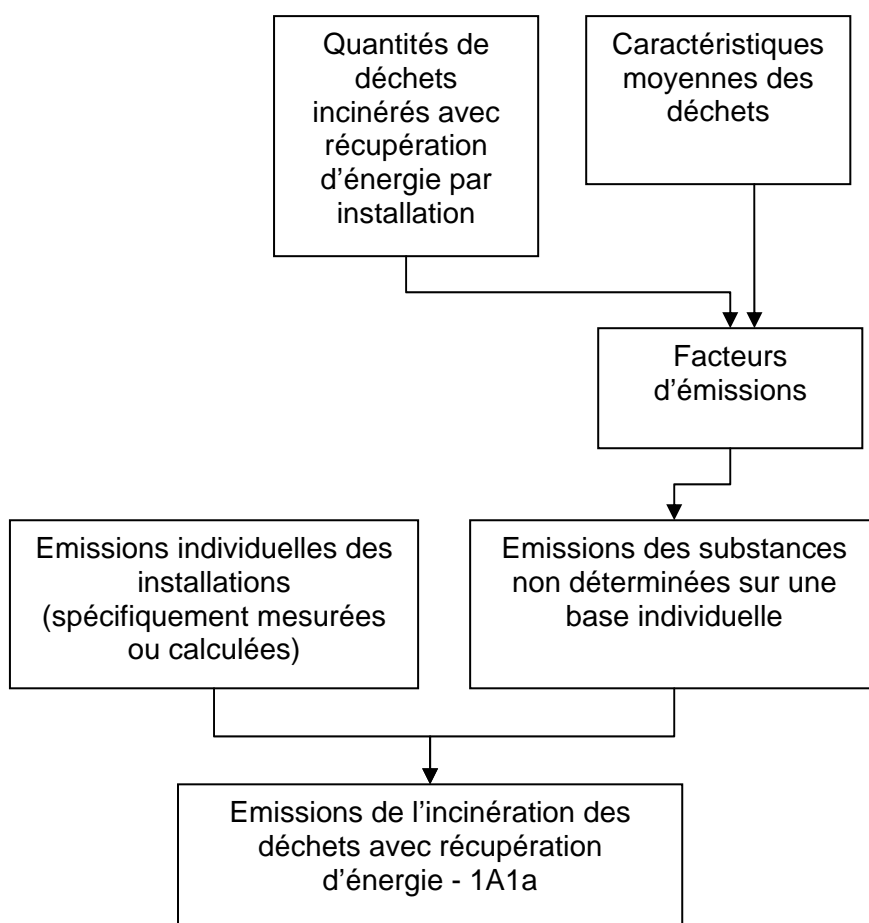 Quantités de
déchets
incinérés avec
récupération
d'énergie par
installation
Caractéristiques
moyennes des
déchets
Facteurs
d'émissions
Emissions individuelles des
installations
(spécifiquement mesurées
ou calculées)
Emissions des substances
non déterminées sur une
base individuelle
Emissions de l'incinération des
déchets avec récupération
d'énergie - 1A1a